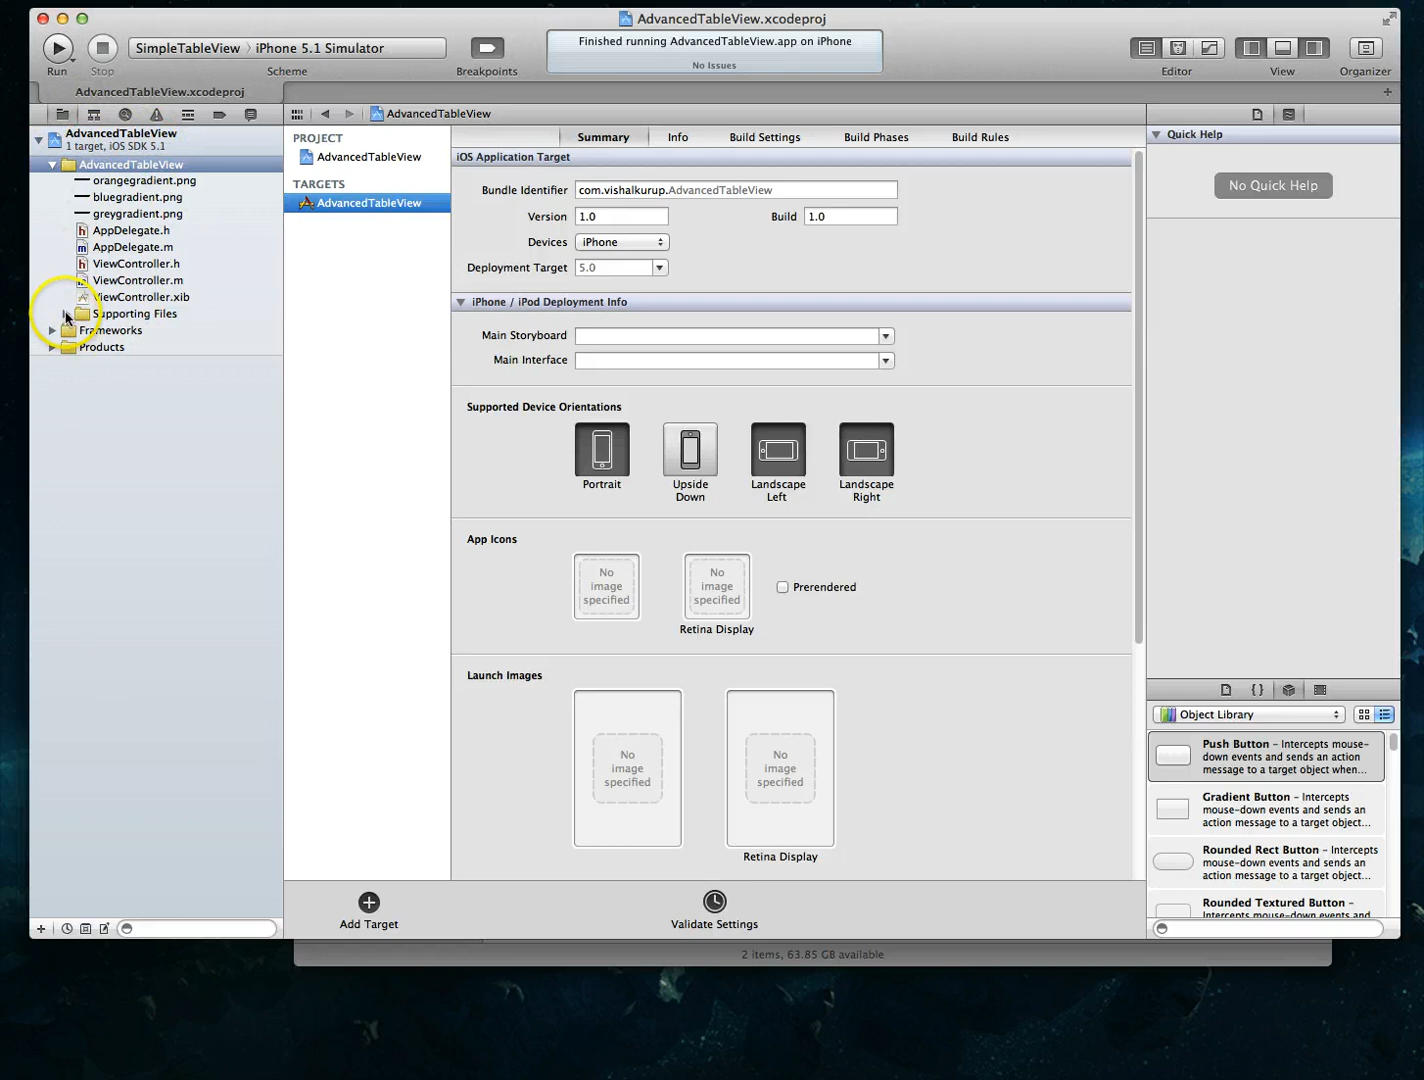 AdvancedTableView.xcodeproj
SimpleTableView
iPhone 5.1 Simulator
Finished running AdvancedTableView.app on iPhone
No Issues
Run
Stop
Scheme
Breakpoints
Editor
View
Organizer
AdvancedTableView.xcodeproj
AdvancedTableView
1 target, iOS SDK 5.1
AdvancedTableView
orangegradient.png
bluegradient.png
greygradient.png
AppDelegate.h
AppDelegate.m
ViewController.h
ViewController.m
ViewController.xib
Supporting Files
Frameworks
Products
AdvancedTableView
PROJECT
AdvancedTableView
TARGETS
AdvancedTableView
Add Target
Summary
Info
Build Settings
Build Phases
Build Rules
iOS Application Target
Bundle Identifier com.vishalkurup.AdvancedTableView
Version 1.0 Build 1.0
Devices iPhone
Deployment Target 5.0
iPhone / iPod Deployment Info
Main Storyboard
Main Interface
Supported Device Orientations
Portrait
Upside
Down
Landscape
Left
Landscape
Right
App Icons
No
image
specified
No
image
specified
Prerendered
Retina Display
Launch Images
No
image
specified
No
image
specified
Retina Display
Validate Settings
Quick Help
No Quick Help
Object Library
Push Button – Intercepts mouse-
down events and sends an action
message to a target object when...
Gradient Button – Intercepts
mouse-down events and sends an
action message to a target object...
Rounded Rect Button – Intercepts
mouse-down events and sends an
action message to a target object...
Rounded Textured Button –
Intercepts mouse-down events and
2 items, 63.85 GB available